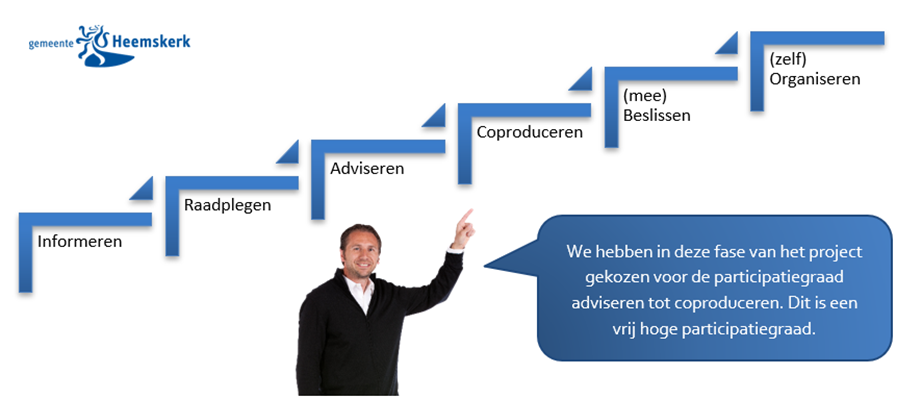 gemeente Heemskerk
Informeren
Raadplegen
Adviseren
Coproduceren
(mee)
Beslissen
(zelf)
Organiseren
We hebben in deze fase van het project
gekozen voor de participatiegraad
adviseren tot coproduceren. Dit is een
vrij hoge participatiegraad.